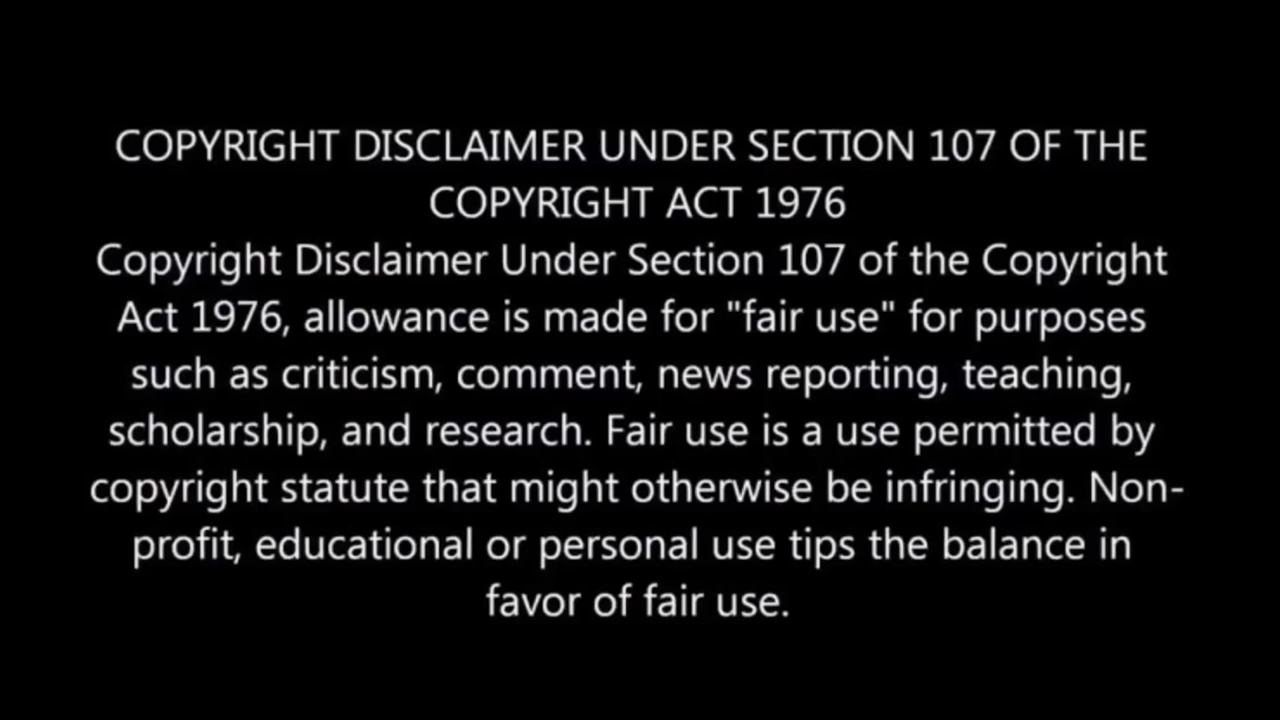 COPYRIGHT DISCLAIMER UNDER SECTION 107 OF THE
COPYRIGHT ACT 1976
Copyright Disclaimer Under Section 107 of the Copyright
Act 1976, allowance is made for "fair use" for purposes
such as criticism, comment, news reporting, teaching,
scholarship, and research. Fair use is a use permitted by
copyright statute that might otherwise be infringing. Non-
profit, educational or personal use tips the balance in
favor of fair use.